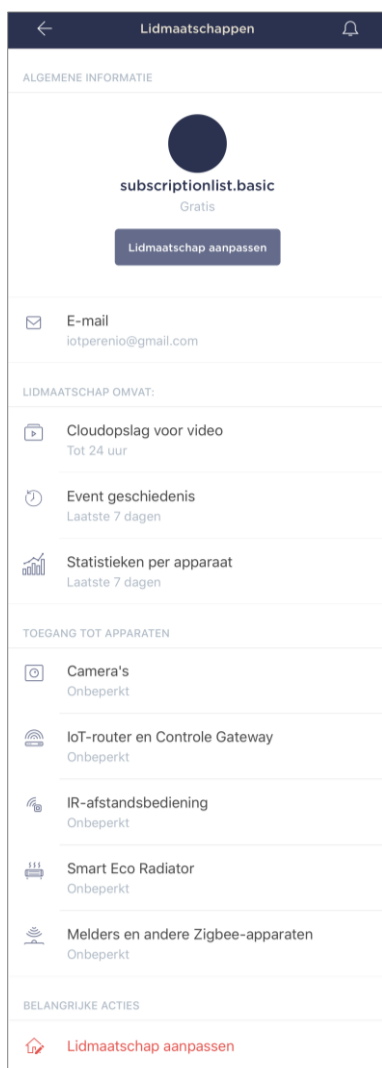 Lidmaatschappen
ALGEMENE INFORMATIE
subscriptionlist.basic
Gratis
Lidmaatschap aanpassen
E-mail
iotperenio@gmail.com
LIDMAATSCHAP OMVAT:
Cloudopslag voor video
Tot 24 uur
Event geschiedenis
Laatste 7 dagen
Statistieken per apparaat
Laatste 7 dagen
TOEGANG TOT APPARATEN
Camera's
Onbeperkt
IoT-router en Controle Gateway
Onbeperkt
IR-afstandsbediening
Onbeperkt
Smart Eco Radiator
Onbeperkt
Melders en andere Zigbee-apparaten
Onbeperkt
BELANGRIJKE ACTIES
Lidmaatschap aanpassen